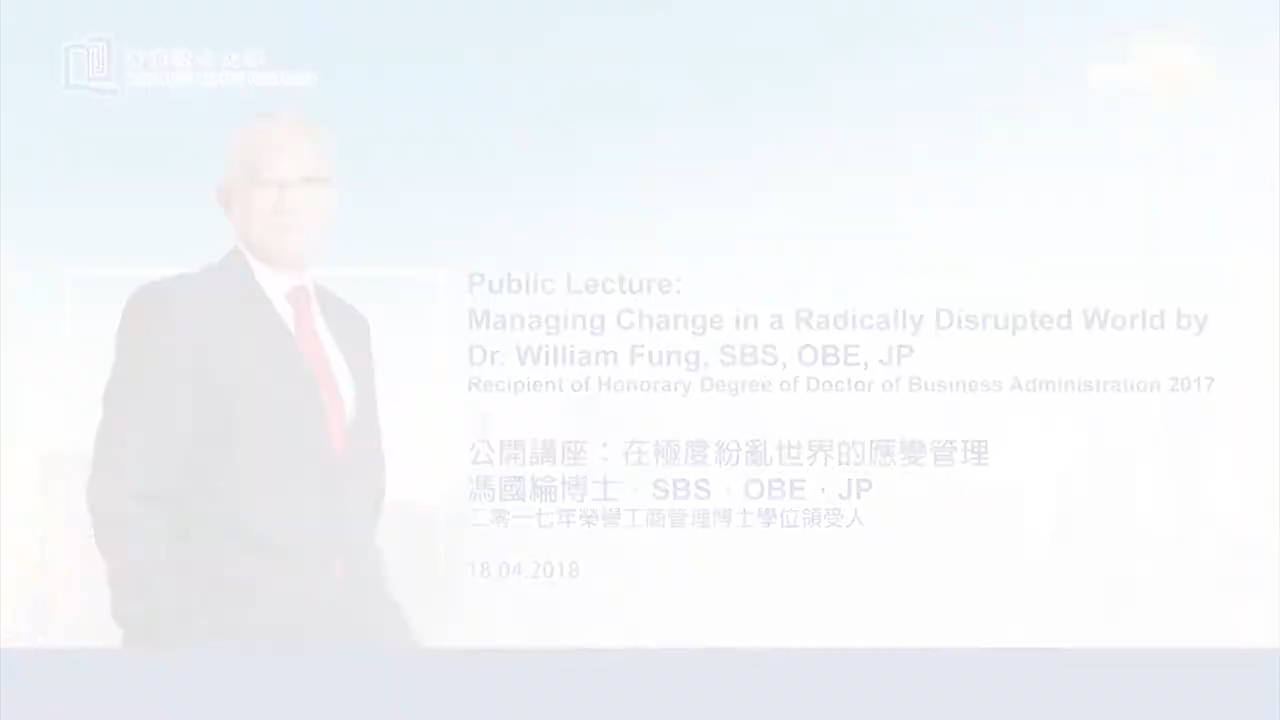 Public Lecture:
Managing Change in a Radically Disrupted World by
Dr. William Fung, SBS, OBE, JP
Recipient of Honorary Degree of Doctor of Business Administration 2017
公開講座：在極度紛亂世界的應變管理
馮國綸博士，SBS，OBE，JP
二零一七年榮譽工商管理博士學位領受人
18.04.2018